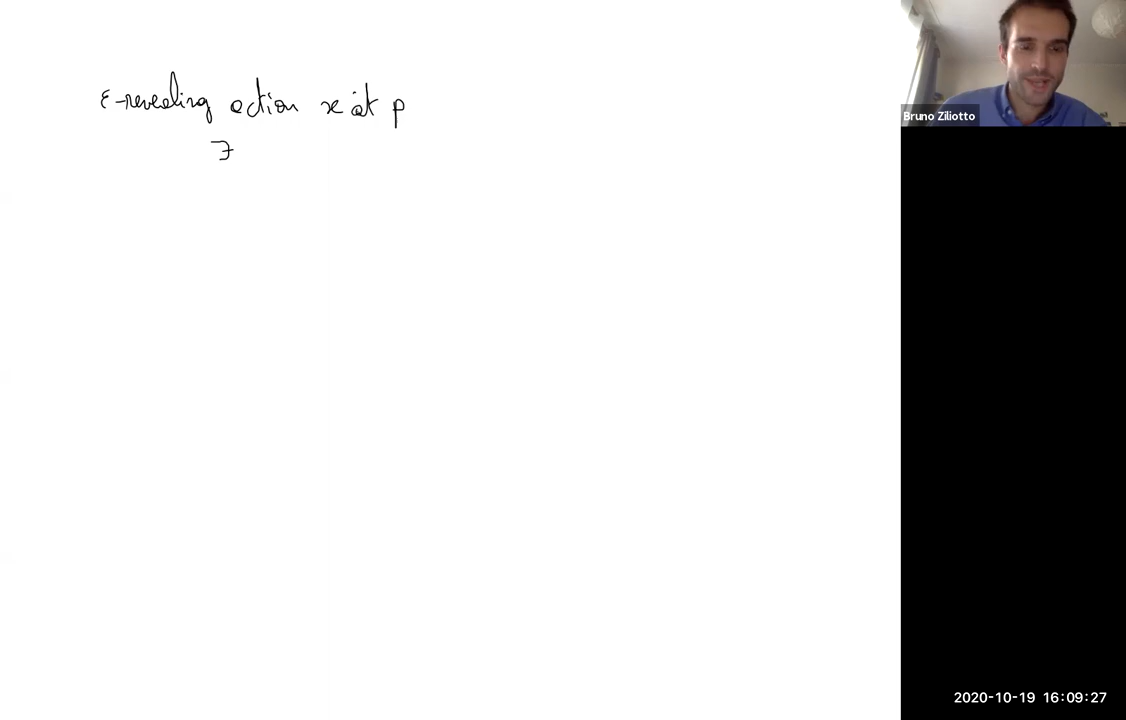 ε-revealing action x at p
∃
Bruno Ziliotto
2020-10-19 16:09:27